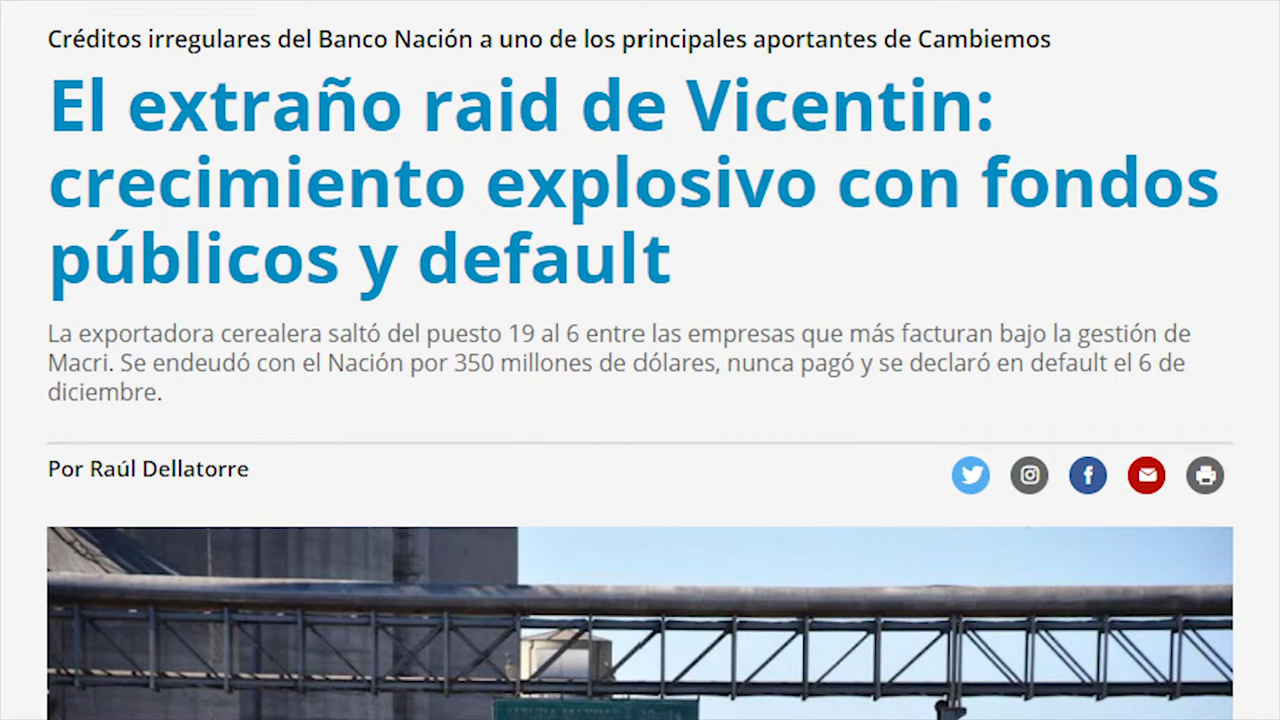 Créditos irregulares del Banco Nación a uno de los principales aportantes de Cambiemos
El extraño raid de Vicentin:
crecimiento explosivo con fondos
públicos y default
La exportadora cerealera saltó del puesto 19 al 6 entre las empresas que más facturan bajo la gestión de
Macri. Se endeudó con el Nación por 350 millones de dólares, nunca pagó y se declaró en default el 6 de
diciembre.
Por Raúl Dellatorre